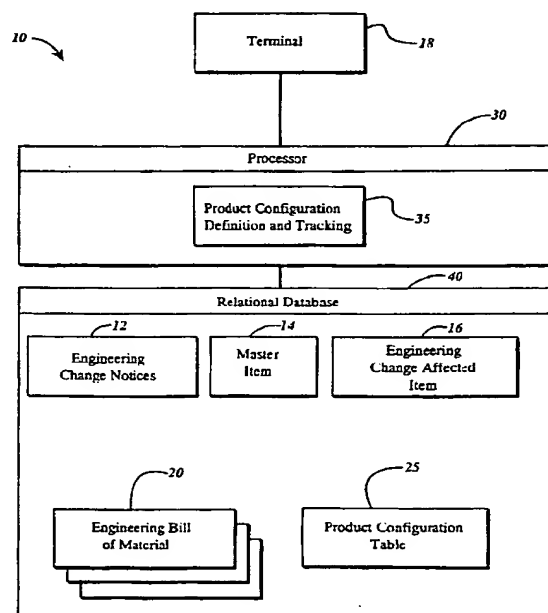 10
Terminal
18
30
Processor
Product Configuration
Definition and Tracking
35
40
Relational Database
12
14
16
Engineering
Change Notices
Master
Item
Engineering
Change Affected
Item
20
25
Engineering Bill
of Material
Product Configuration
Table